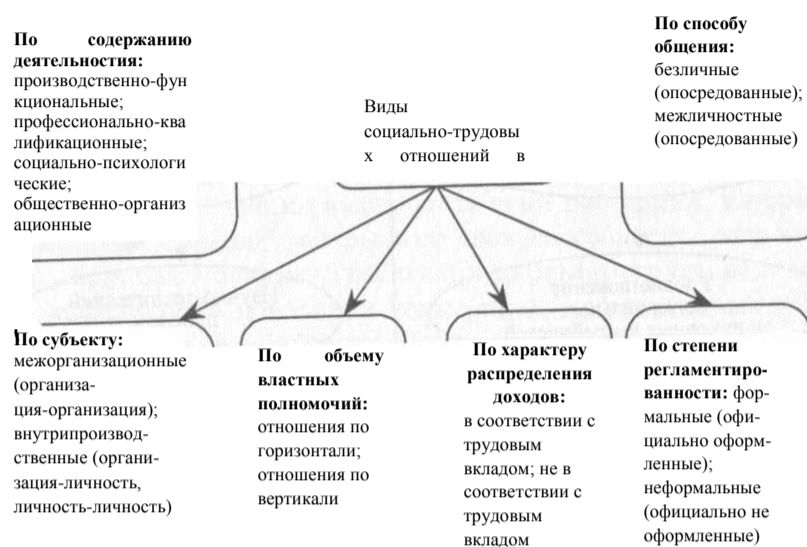 По содержанию
деятельностия:
производственно-фун
кциональные;
профессионально-ква
лификационные;
социально-психологи
ческие;
общественно-организ
ационные
Виды
социально-трудовы
х отношений в
По способу
общения:
безличные
(опосредованные);
межличностные
(опосредованные)
По субъекту:
межорганизационные
(организа-
ция-организация);
внутрипроизвод-
ственные (органи-
зация-личность,
личность-личность)
По объему
властных
полномочий:
отношения по
горизонтали;
отношения по
вертикали
По характеру
распределения
доходов:
в соответствии с
трудовым
вкладом; не в
соответствии с
трудовым
вкладом
По степени
регламентиро-
ванности: фор-
мальные (офи-
циально оформ-
ленные);
неформальные
(официально не
оформленные)